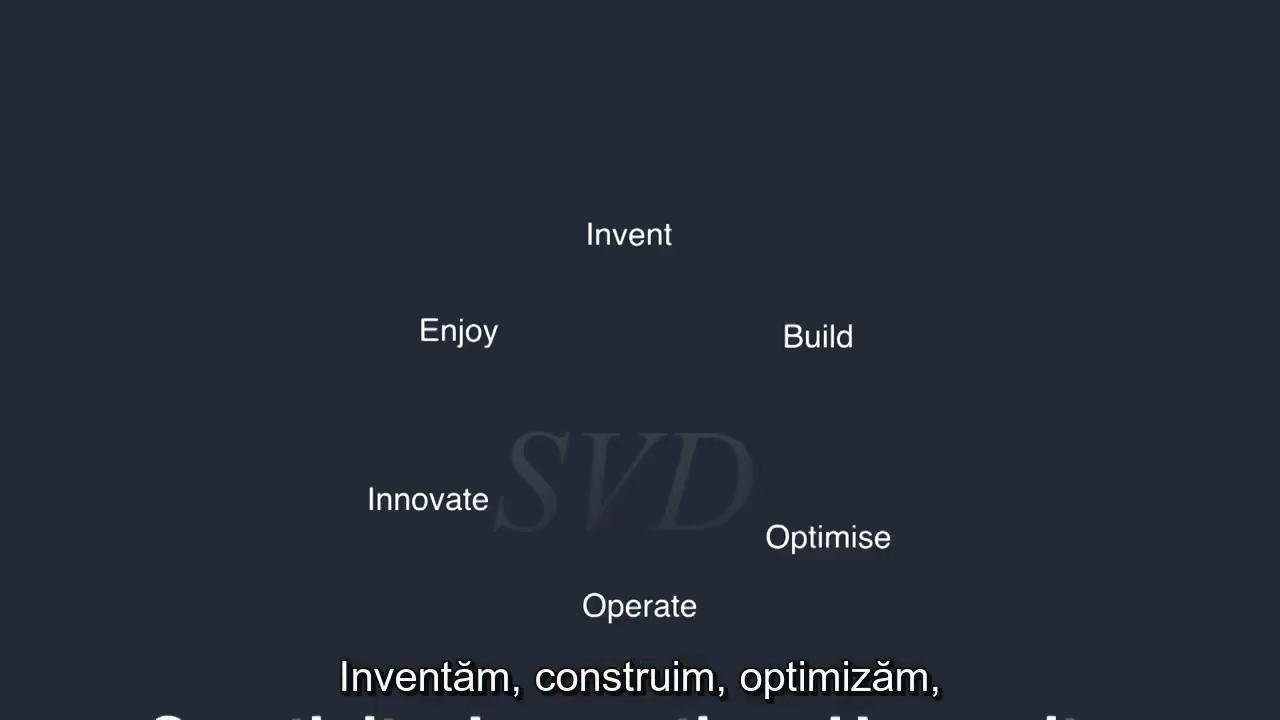 Invent
Enjoy
Build
SVD
Innovate
Optimise
Operate
Inventăm, construim, optimizăm,